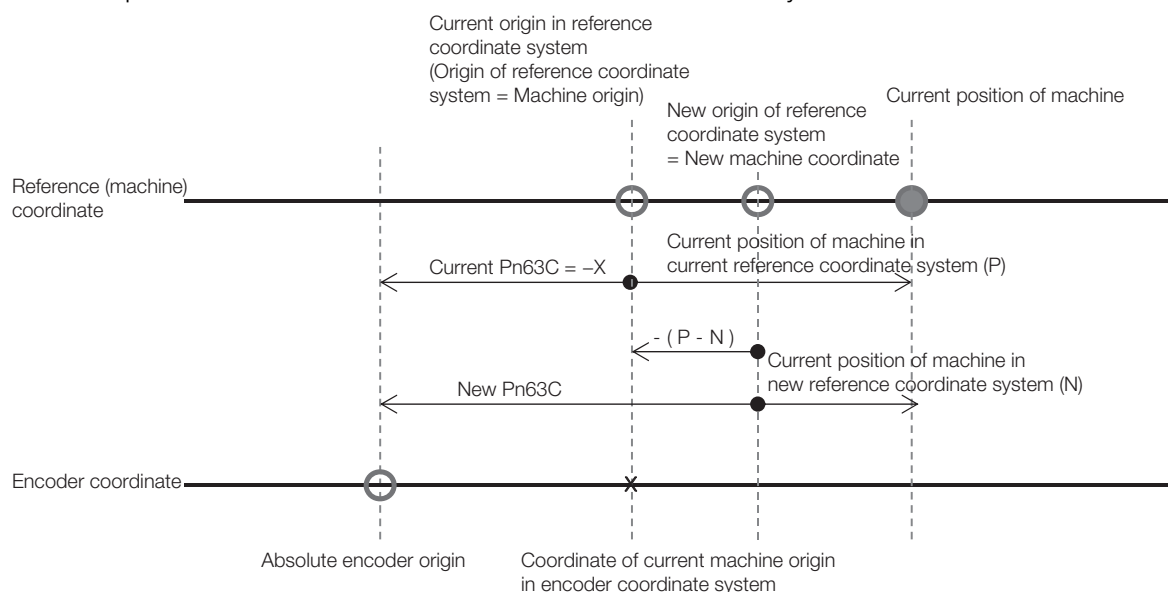 Current origin in reference
coordinate system
(Origin of reference coordinate
system = Machine origin)
New origin of reference
coordinate system
= New machine coordinate
Current position of machine
Reference (machine)
coordinate
Current Pn63C = –X
Current position of machine in
current reference coordinate system (P)
- ( P - N )
Current position of machine in
new reference coordinate system (N)
New Pn63C
Encoder coordinate
X
Absolute encoder origin
Coordinate of current machine origin
in encoder coordinate system